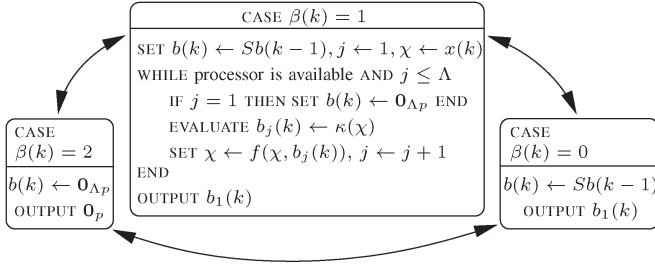 CASE β(k) = 1
SET b(k) ← Sb(k − 1), j ← 1, χ ← x(k)
WHILE processor is available AND j ≤ Λ
IF j = 1 THEN SET b(k) ← 0_{Λp} END
EVALUATE b_j(k) ← κ(χ)
SET χ ← f(χ, b_j(k)), j ← j + 1
END
OUTPUT b_1(k)
CASE
β(k) = 2
b(k) ← 0_{Λp}
OUTPUT 0_p
CASE
β(k) = 0
b(k) ← Sb(k − 1)
OUTPUT b_1(k)